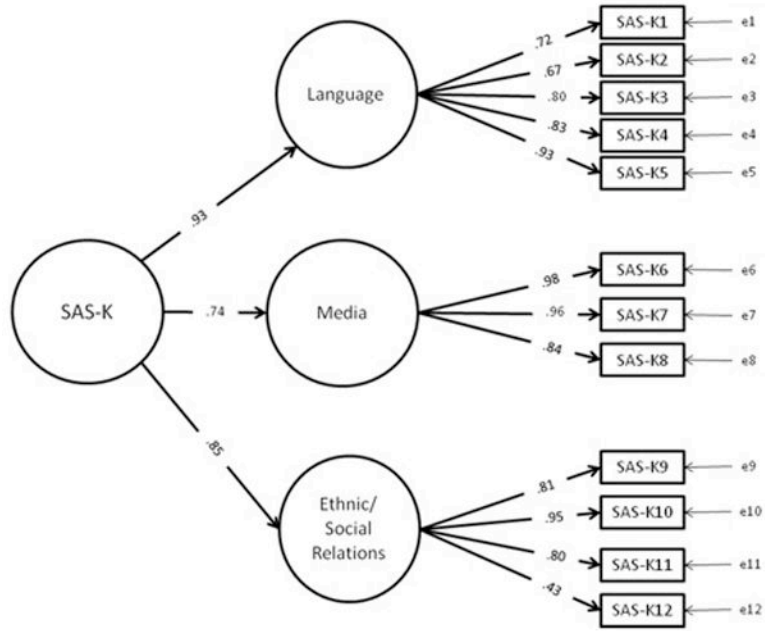 SAS-K
.93
.74
.85
Language
.72
.67
.80
.83
.93
SAS-K1
e1
SAS-K2
e2
SAS-K3
e3
SAS-K4
e4
SAS-K5
e5
Media
.98
.96
.84
SAS-K6
e6
SAS-K7
e7
SAS-K8
e8
Ethnic/
Social
Relations
.81
.95
.80
.43
SAS-K9
e9
SAS-K10
e10
SAS-K11
e11
SAS-K12
e12